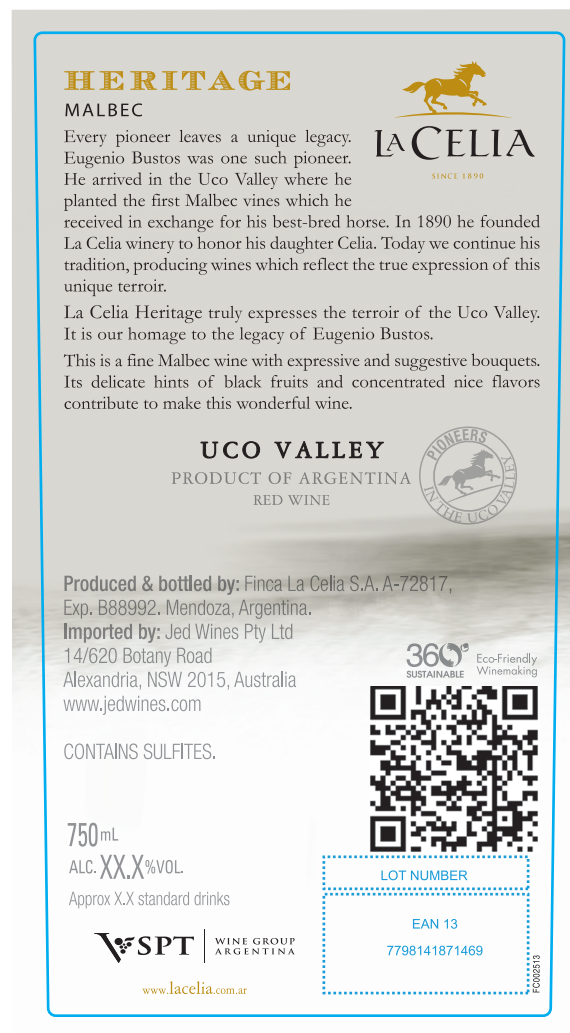 HERITAGE
MALBEC
LA CELIA
SINCE 1890
Every pioneer leaves a unique legacy.
Eugenio Bustos was one such pioneer.
He arrived in the Uco Valley where he
planted the first Malbec vines which he
received in exchange for his best-bred horse. In 1890 he founded
La Celia winery to honor his daughter Celia. Today we continue his
tradition, producing wines which reflect the true expression of this
unique terroir.
La Celia Heritage truly expresses the terroir of the Uco Valley.
It is our homage to the legacy of Eugenio Bustos.
This is a fine Malbec wine with expressive and suggestive bouquets.
Its delicate hints of black fruits and concentrated nice flavors
contribute to make this wonderful wine.
UCO VALLEY
PRODUCT OF ARGENTINA
RED WINE
PIONEERS
IN THE UCO VALLEY
Produced & bottled by: Finca La Celia S.A. A-72817,
Exp. B88992. Mendoza, Argentina.
Imported by: Jed Wines Pty Ltd
14/620 Botany Road
Alexandria, NSW 2015, Australia
www.jedwines.com
360°
SUSTAINABLE
Eco-Friendly
Winemaking
CONTAINS SULFITES.
750mL
ALC. XX.X%VOL.
Approx X.X standard drinks
LOT NUMBER
EAN 13
7798141871469
FC002513
VSPT
WINE GROUP
ARGENTINA
www.lacelia.com.ar